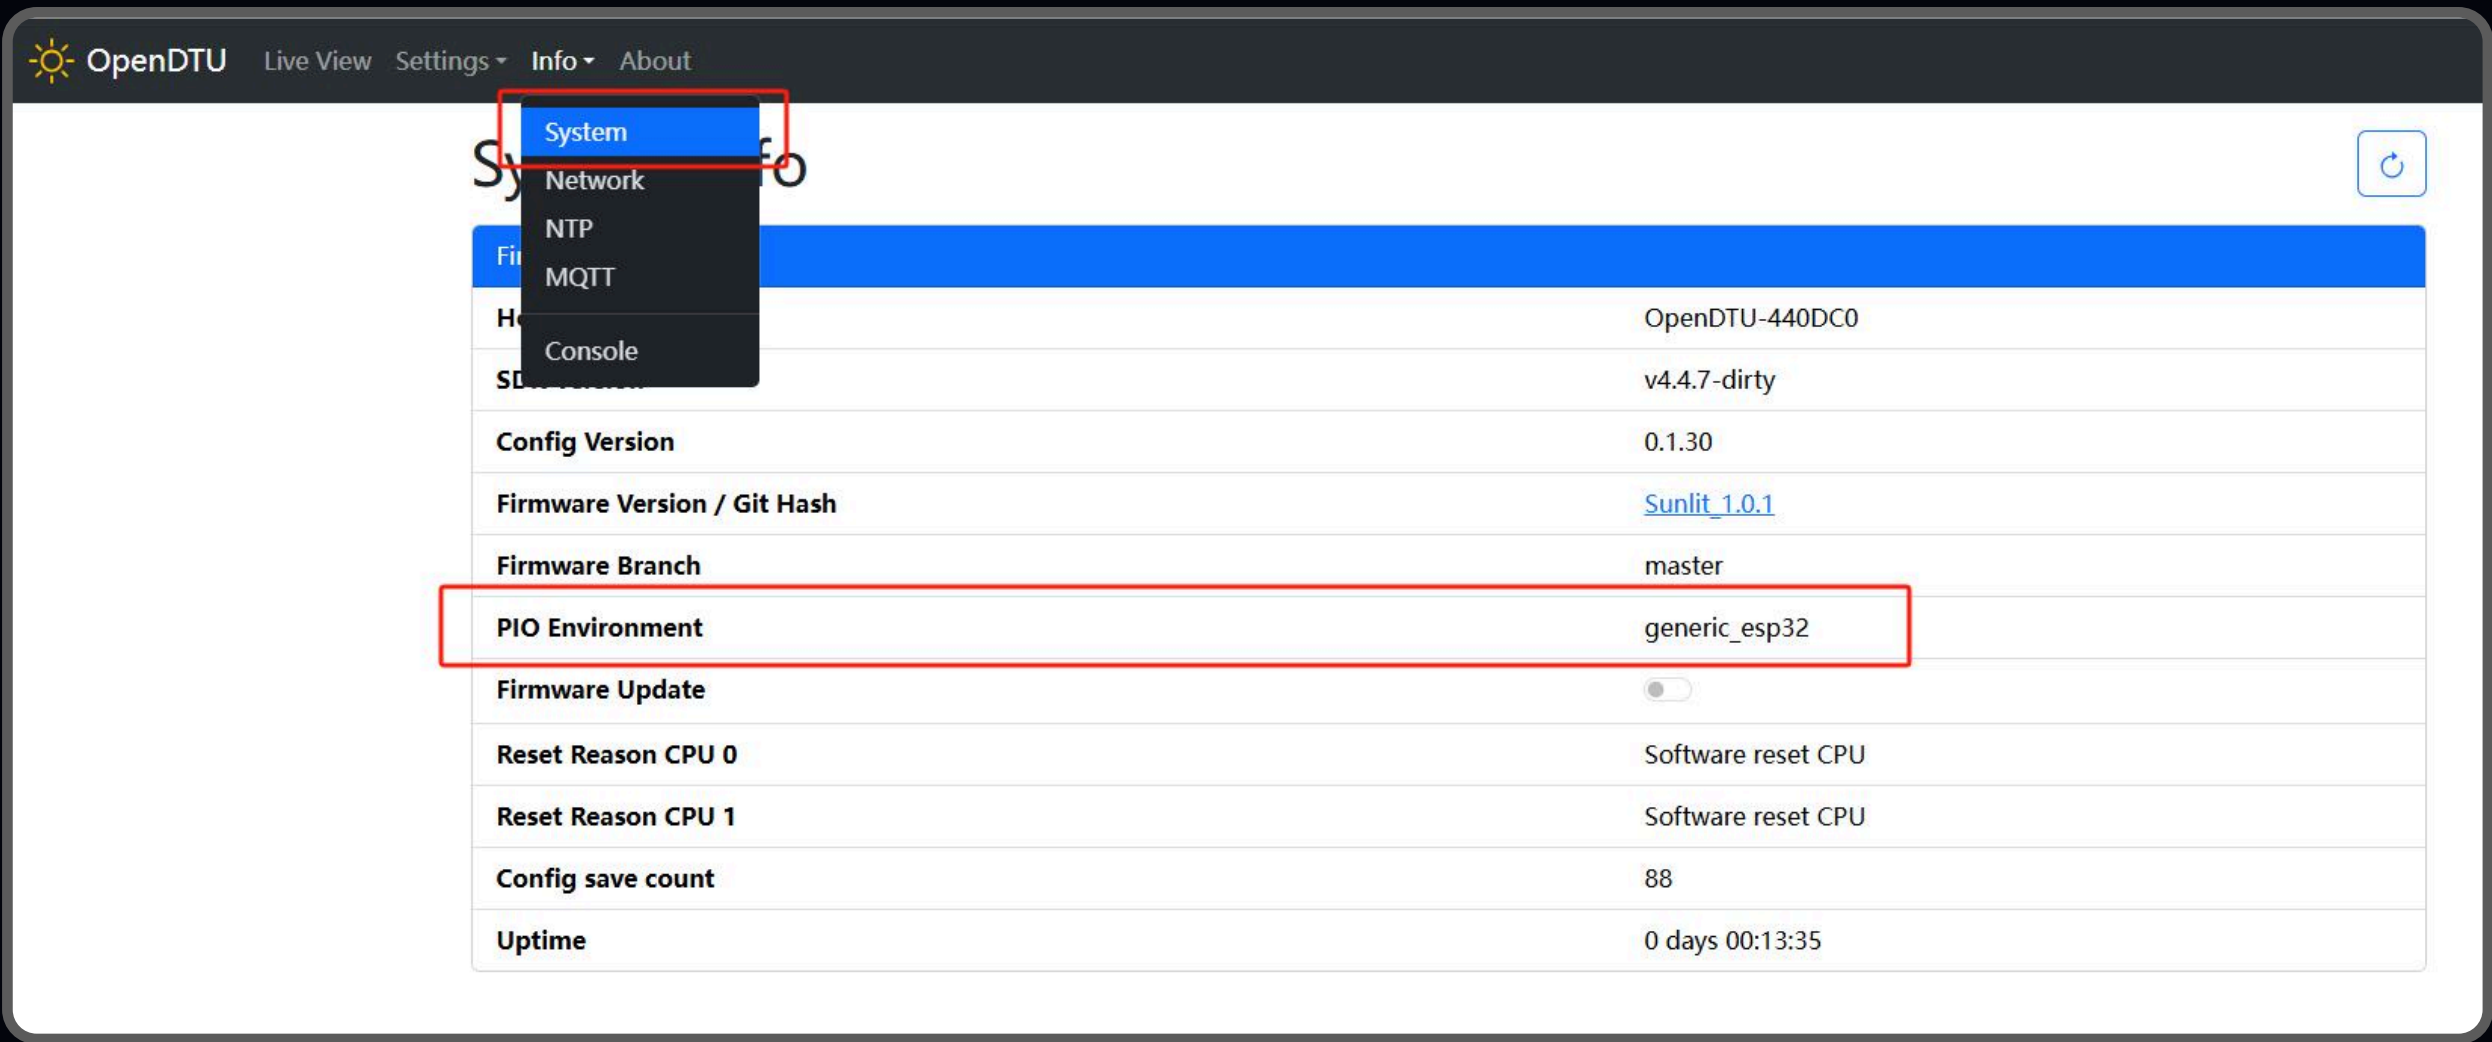 OpenDTU Live View Settings Info About
System
Network
NTP
MQTT
Console
OpenDTU-440DC0
v4.4.7-dirty
Config Version 0.1.30
Firmware Version / Git Hash Sunlit_1.0.1
Firmware Branch master
PIO Environment generic_esp32
Firmware Update
Reset Reason CPU 0 Software reset CPU
Reset Reason CPU 1 Software reset CPU
Config save count 88
Uptime 0 days 00:13:35